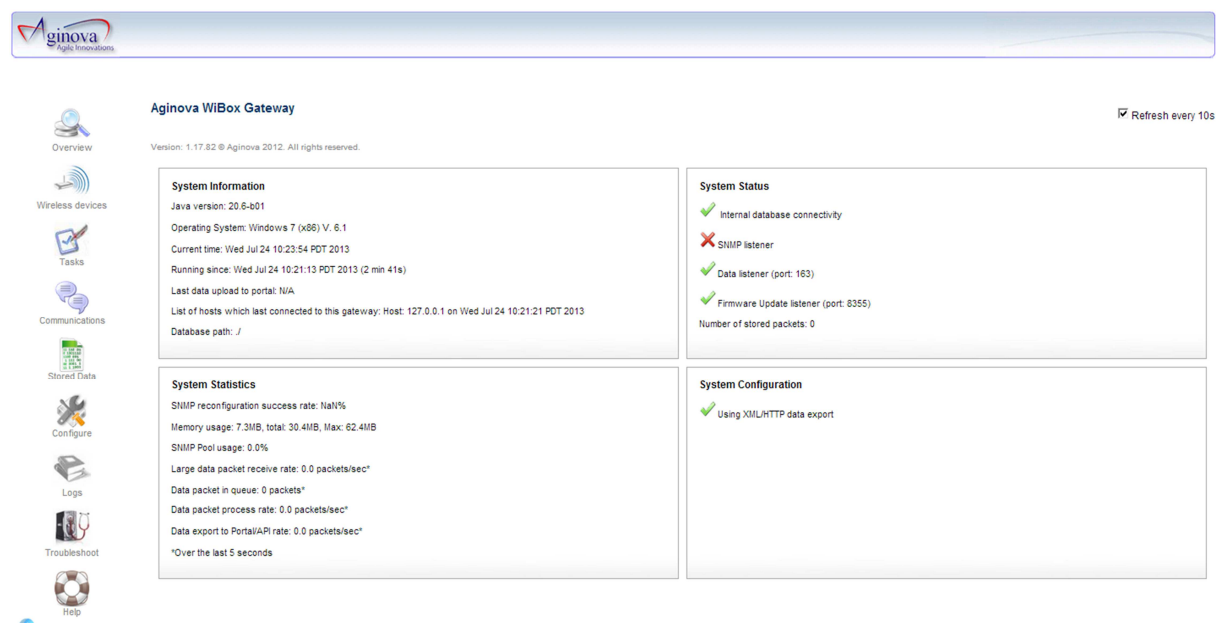 Aginova
Agile Innovations
Aginova WiBox Gateway
Refresh every 10s
Version: 1.17.82 © Aginova 2012. All rights reserved.
Overview
Wireless devices
Tasks
Communications
Stored Data
Configure
Logs
Troubleshoot
Help
System Information
Java version: 20.6-b01
Operating System: Windows 7 (x86) V. 6.1
Current time: Wed Jul 24 10:23:54 PDT 2013
Running since: Wed Jul 24 10:21:13 PDT 2013 (2 min 41s)
Last data upload to portal: N/A
List of hosts which last connected to this gateway: Host: 127.0.0.1 on Wed Jul 24 10:21:21 PDT 2013
Database path: ./
System Status
Internal database connectivity
SNMP listener
Data listener (port: 163)
Firmware Update listener (port: 8355)
Number of stored packets: 0
System Statistics
SNMP reconfiguration success rate: NaN%
Memory usage: 7.3MB, total: 30.4MB, Max: 62.4MB
SNMP Pool usage: 0.0%
Large data packet receive rate: 0.0 packets/sec*
Data packet in queue: 0 packets*
Data packet process rate: 0.0 packets/sec*
Data export to Portal/API rate: 0.0 packets/sec*
*Over the last 5 seconds
System Configuration
Using XML/HTTP data export